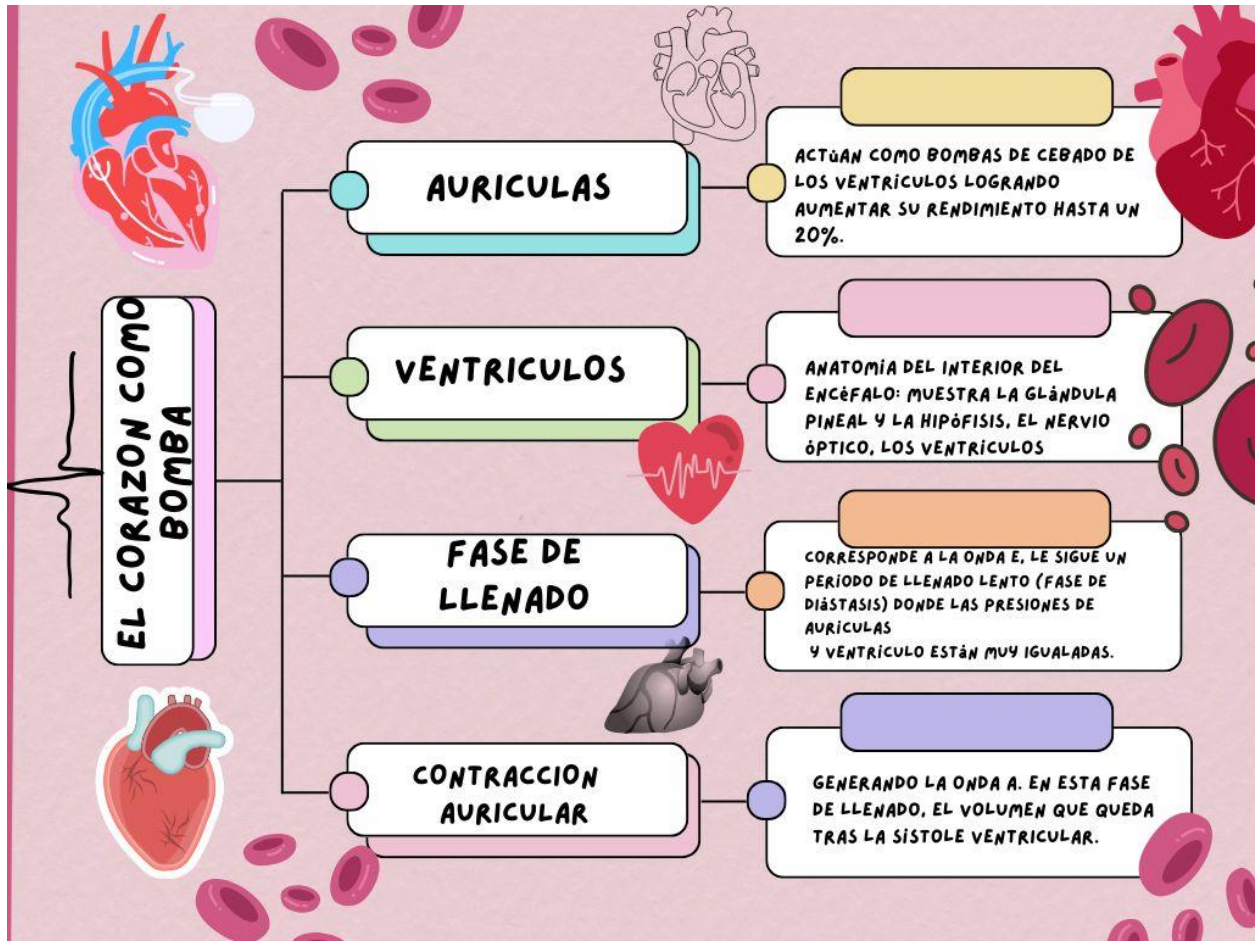 EL CORAZON COMO
BOMBA
AURICULAS
ACTÚAN COMO BOMBAS DE CEBADO DE
LOS VENTRÍCULOS LOGRANDO
AUMENTAR SU RENDIMIENTO HASTA UN
20%.
VENTRICULOS
ANATOMÍA DEL INTERIOR DEL
ENCÉFALO: MUESTRA LA GLÁNDULA
PINEAL Y LA HIPÓFISIS, EL NERVIO
ÓPTICO, LOS VENTRÍCULOS
FASE DE
LLENADO
CORRESPONDE A LA ONDA E, LE SIGUE UN
PERÍODO DE LLENADO LENTO (FASE DE
DIÁSTASIS) DONDE LAS PRESIONES DE
AURÍCULAS
Y VENTRÍCULO ESTÁN MUY IGUALADAS.
CONTRACCION
AURICULAR
GENERANDO LA ONDA A. EN ESTA FASE
DE LLENADO, EL VOLUMEN QUE QUEDA
TRAS LA SÍSTOLE VENTRICULAR.